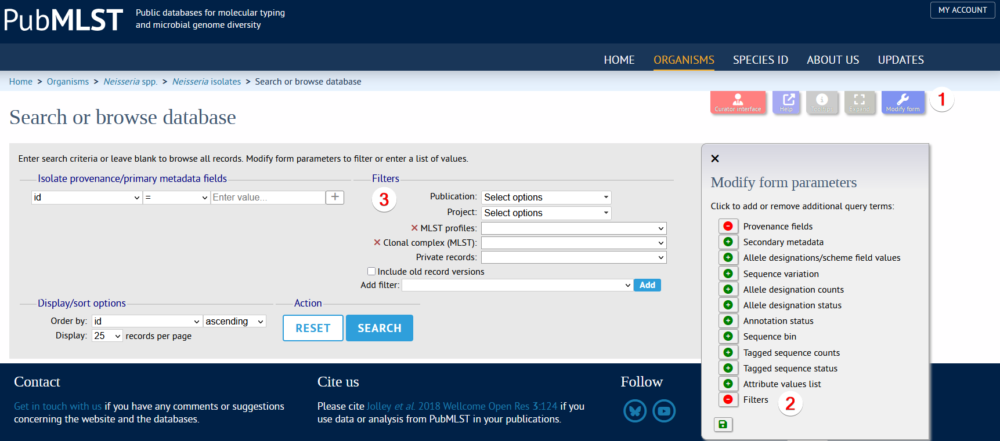 PubMLST
Public databases for molecular typing
and microbial genome diversity
MY ACCOUNT
HOME ORGANISMS SPECIES ID ABOUT US UPDATES
Home > Organisms > Neisseria spp. > Neisseria isolates > Search or browse database
Curator interface Help Tooltips Expand Modify form 1
Search or browse database
Enter search criteria or leave blank to browse all records. Modify form parameters to filter or enter a list of values.
Isolate provenance/primary metadata fields
id = Enter value... +
Filters
3
Publication: Select options
Project: Select options
MLST profiles:
Clonal complex (MLST):
Private records:
Include old record versions
Add filter: Add
Display/sort options
Order by: id ascending
Display: 25 records per page
Action
RESET SEARCH
Modify form parameters
Click to add or remove additional query terms:
Provenance fields
Secondary metadata
Allele designations/scheme field values
Sequence variation
Allele designation counts
Allele designation status
Annotation status
Sequence bin
Tagged sequence counts
Tagged sequence status
Attribute values list
Filters 2
Contact
Get in touch with us if you have any comments or suggestions
concerning the website and the databases.
Cite us
Please cite Jolley et al. 2018 Wellcome Open Res 3:124 if you
use data or analysis from PubMLST in your publications.
Follow